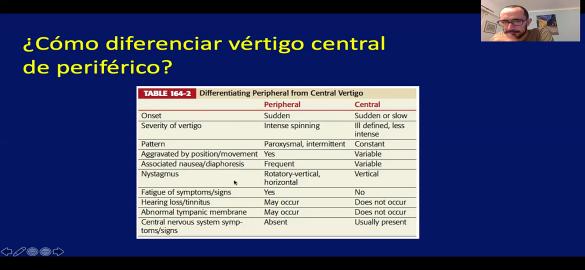 ¿Cómo diferenciar vértigo central
de periférico?
TABLE 164-2 Differentiating Peripheral from Central Vertigo
Peripheral Central
Onset Sudden Sudden or slow
Severity of vertigo Intense spinning Ill defined, less
intense
Pattern Paroxysmal, intermittent Constant
Aggravated by position/movement Yes Variable
Associated nausea/diaphoresis Frequent Variable
Nystagmus Rotatory-vertical, Vertical
horizontal
Fatigue of symptoms/signs Yes No
Hearing loss/tinnitus May occur Does not occur
Abnormal tympanic membrane May occur Does not occur
Central nervous system symp- Absent Usually present
toms/signs